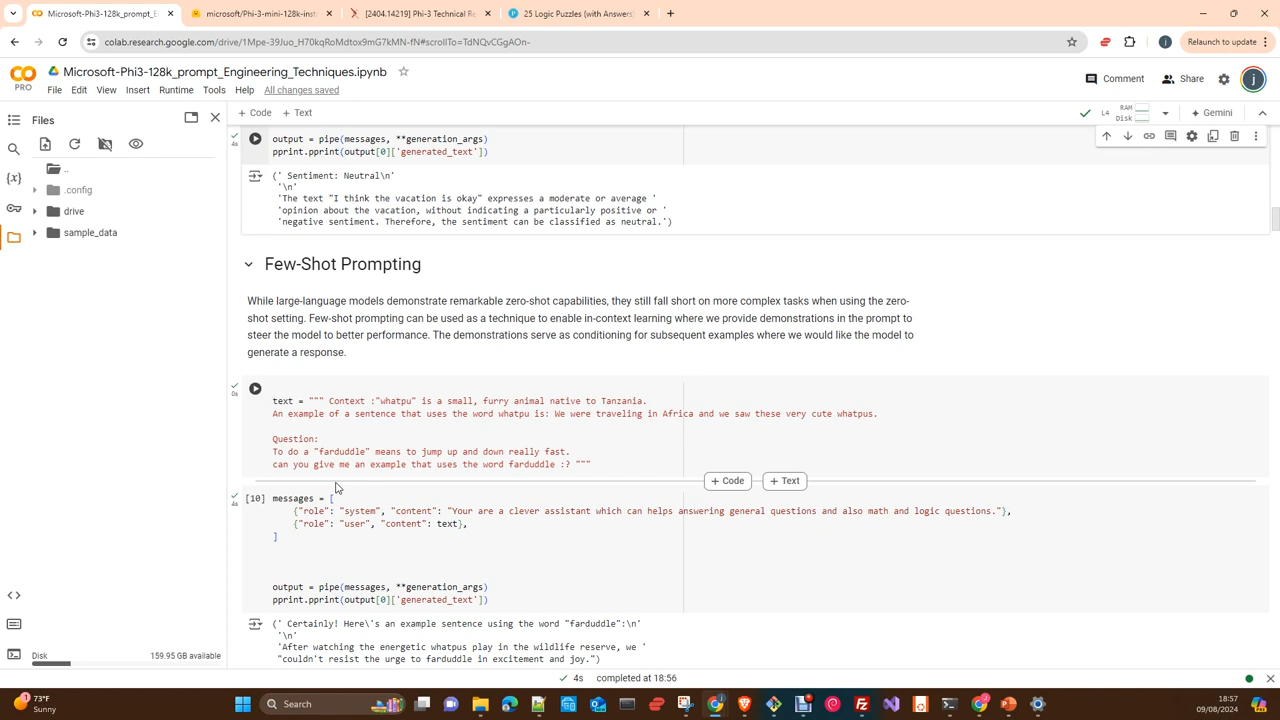 Microsoft-Phi3-128k_prompt_E
microsoft/Phi-3-mini-128k-inst
[2404.14219] Phi-3 Technical Re
25 Logic Puzzles (with Answers)
colab.research.google.com/drive/1Mpe-39Juo_H70kqRoMdtox9mG7kMN-fN#scrollTo=TdNQvCGgAOn-
Relaunch to update
CO
PRO
Microsoft-Phi3-128k_prompt_Engineering_Techniques.ipynb
Comment
Share
j
File Edit View Insert Runtime Tools Help All changes saved
Files
+ Code + Text
L4
RAM
Disk
Gemini
..
.config
drive
sample_data
4s
output = pipe(messages, **generation_args)
pprint.pprint(output[0]['generated_text'])
(' Sentiment: Neutral\n'
'\n'
'The text "I think the vacation is okay" expresses a moderate or average '
'opinion about the vacation, without indicating a particularly positive or '
'negative sentiment. Therefore, the sentiment can be classified as neutral.')
Few-Shot Prompting
While large-language models demonstrate remarkable zero-shot capabilities, they still fall short on more complex tasks when using the zero-
shot setting. Few-shot prompting can be used as a technique to enable in-context learning where we provide demonstrations in the prompt to
steer the model to better performance. The demonstrations serve as conditioning for subsequent examples where we would like the model to
generate a response.
0s
text = """ Context :"whatpu" is a small, furry animal native to Tanzania.
An example of a sentence that uses the word whatpu is: We were traveling in Africa and we saw these very cute whatpus.
Question:
To do a "farduddle" means to jump up and down really fast.
can you give me an example that uses the word farduddle :? """
+ Code + Text
4s
[10] messages = [
{"role": "system", "content": "Your are a clever assistant which can helps answering general questions and also math and logic questions."},
{"role": "user", "content": text},
]
output = pipe(messages, **generation_args)
pprint.pprint(output[0]['generated_text'])
(' Certainly! Here\'s an example sentence using the word "farduddle":\n'
'\n'
'After watching the energetic whatpus play in the wildlife reserve, we '
"couldn't resist the urge to farduddle in excitement and joy.")
Disk 159.95 GB available
4s completed at 18:56
73°F
Sunny
Search
18:57
09/08/2024